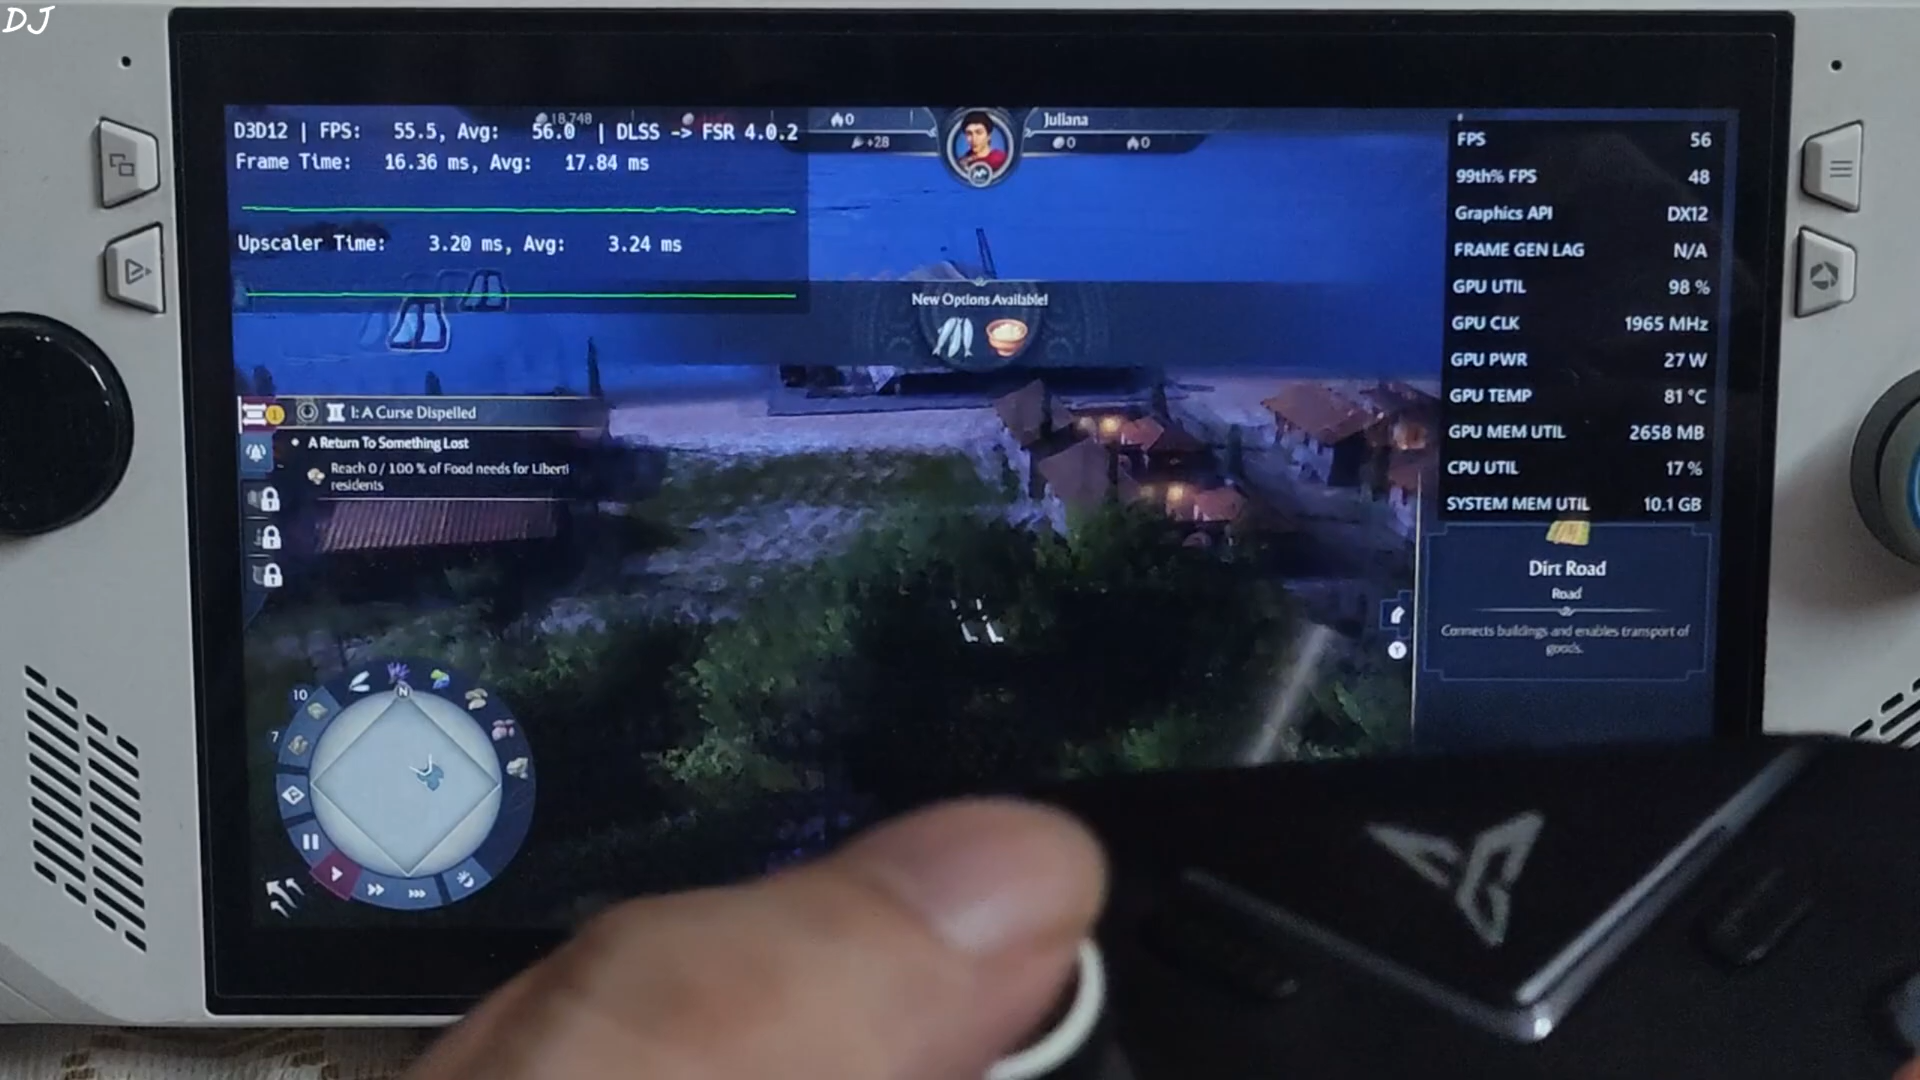 DJ
D3D12 | FPS: 55.5, Avg: 56.0 | DLSS -> FSR 4.0.2
Frame Time: 16.36 ms, Avg: 17.84 ms
Upscaler Time: 3.20 ms, Avg: 3.24 ms
18,748
0
+28
Juliana
0 0
New Options Available!
FPS 56
99th% FPS 48
Graphics API DX12
FRAME GEN LAG N/A
GPU UTIL 98 %
GPU CLK 1965 MHz
GPU PWR 27 W
GPU TEMP 81 °C
GPU MEM UTIL 2658 MB
CPU UTIL 17 %
SYSTEM MEM UTIL 10.1 GB
1
I: A Curse Dispelled
A Return To Something Lost
Reach 0 / 100 % of Food needs for Liberti
residents
Dirt Road
Road
Connects buildings and enables transport of
goods.
Y
N
10
7